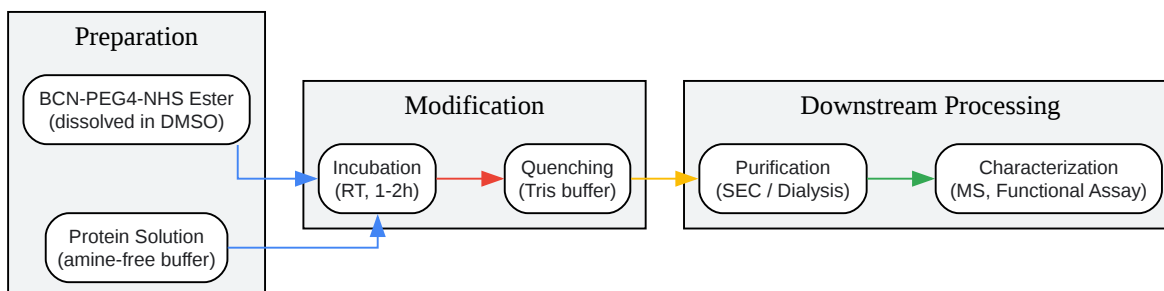 Preparation
BCN-PEG4-NHS Ester
(dissolved in DMSO)
Protein Solution
(amine-free buffer)
Modification
Incubation
(RT, 1-2h)
Quenching
(Tris buffer)
Downstream Processing
Purification
(SEC / Dialysis)
Characterization
(MS, Functional Assay)